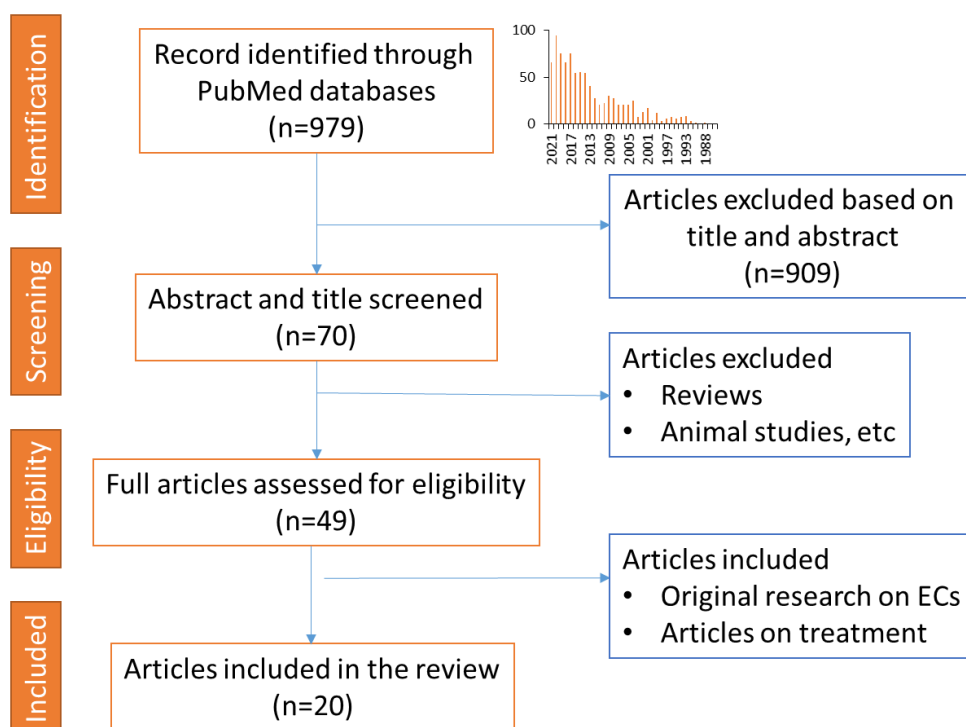 Identification
Record identified through
PubMed databases
(n=979)
100
50
0
2021
2017
2013
2009
2005
2001
1997
1993
1988
Articles excluded based on
title and abstract
(n=909)
Screening
Abstract and title screened
(n=70)
Articles excluded
• Reviews
• Animal studies, etc
Eligibility
Full articles assessed for eligibility
(n=49)
Articles included
• Original research on ECs
• Articles on treatment
Included
Articles included in the review
(n=20)